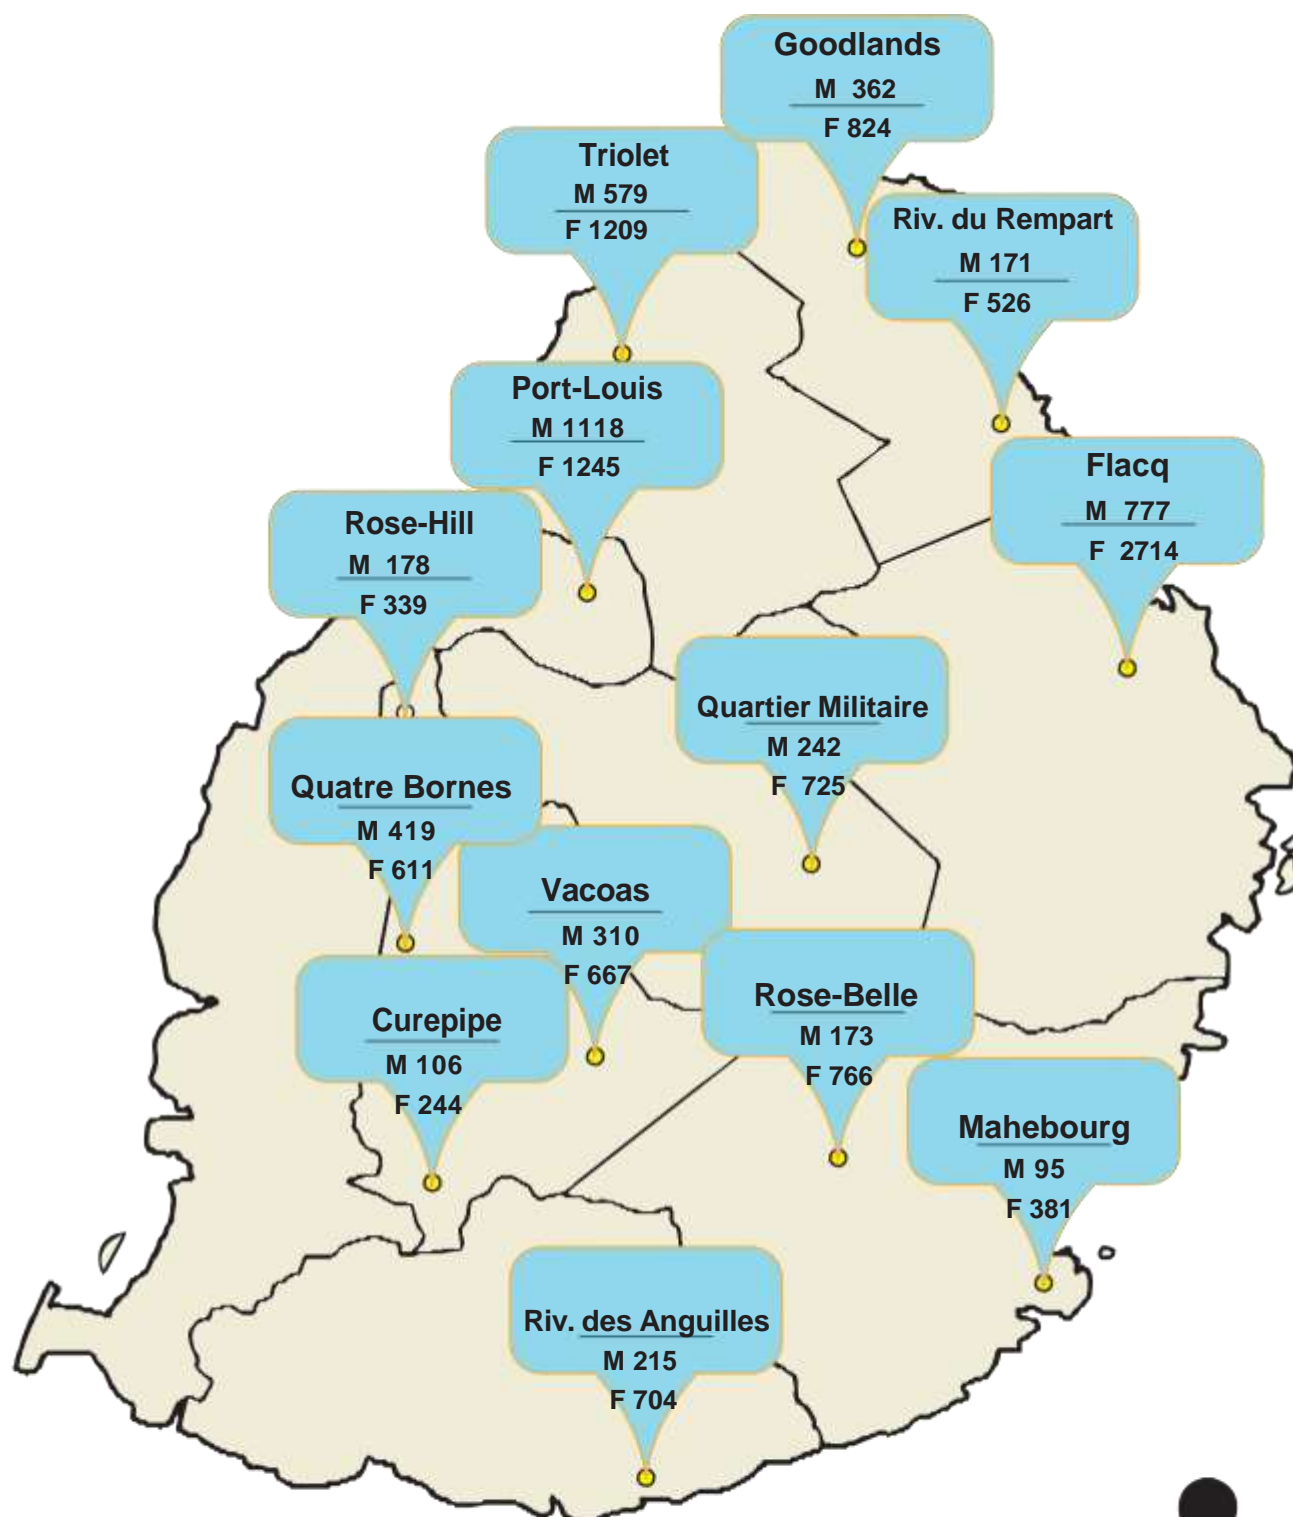 Goodlands
M 362
F 824
Triolet
M 579
F 1209
Riv. du Rempart
M 171
F 526
Port-Louis
M 1118
F 1245
Flacq
M 777
F 2714
Rose-Hill
M 178
F 339
Quartier Militaire
M 242
F 725
Quatre Bornes
M 419
F 611
Vacoas
M 310
F 667
Rose-Belle
M 173
F 766
Curepipe
M 106
F 244
Mahebourg
M 95
F 381
Riv. des Anguilles
M 215
F 704